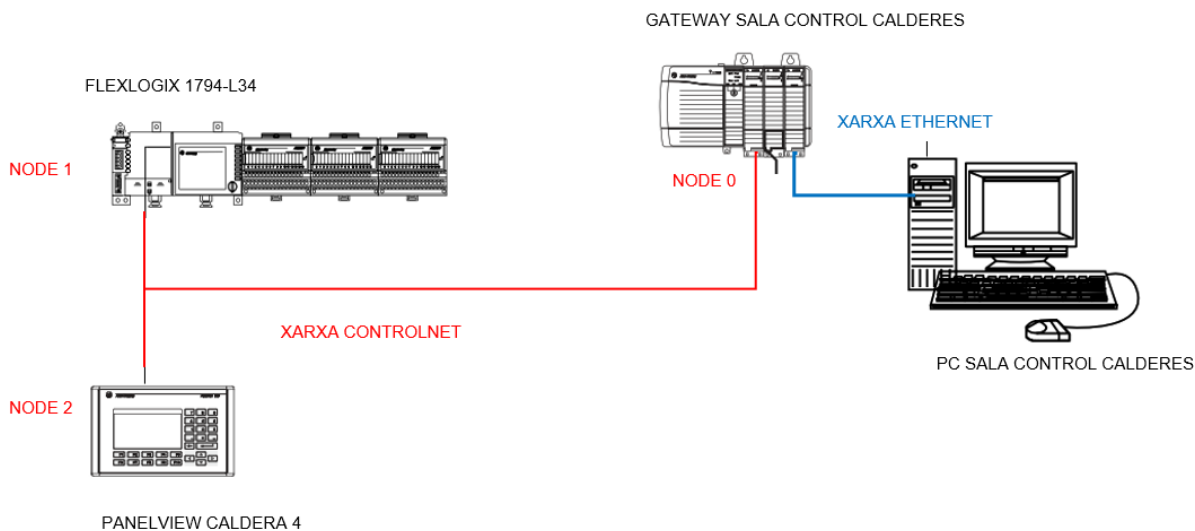 GATEWAY SALA CONTROL CALDERES
FLEXLOGIX 1794-L34
XARXA ETHERNET
NODE 1
NODE 0
XARXA CONTROLNET
PC SALA CONTROL CALDERES
NODE 2
PANELVIEW CALDERA 4